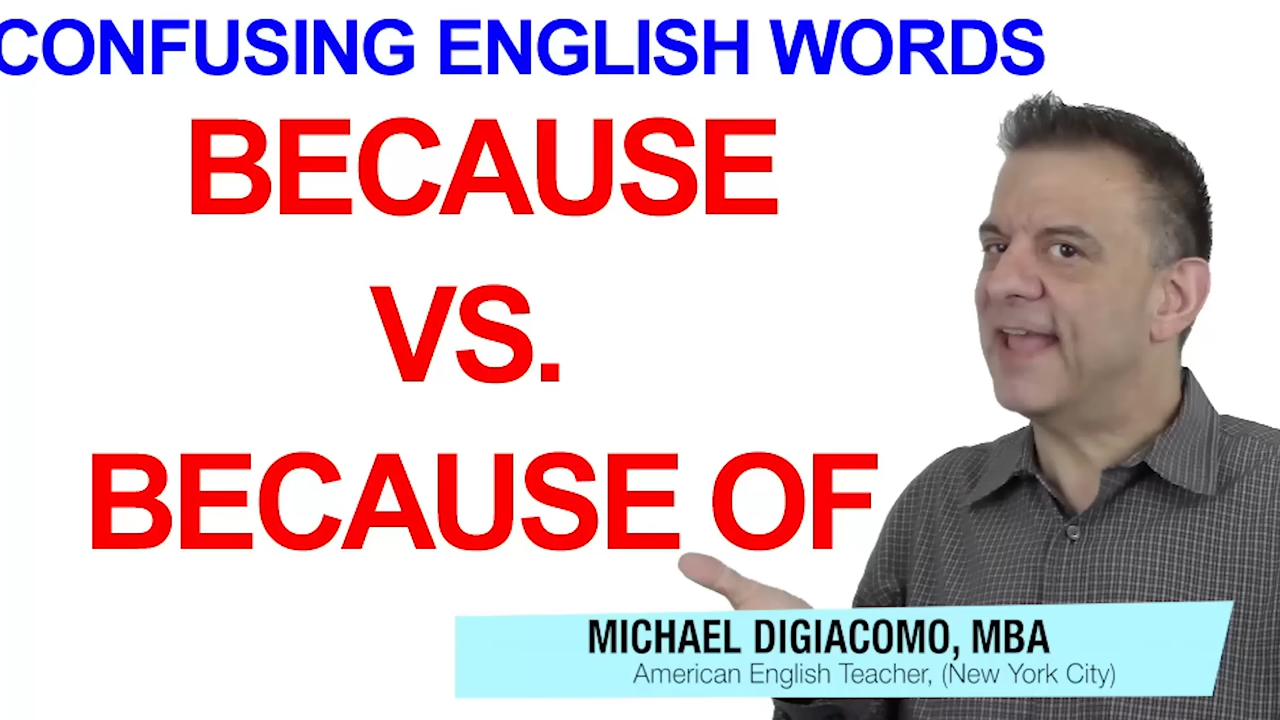 CONFUSING ENGLISH WORDS
BECAUSE
VS.
BECAUSE OF
MICHAEL DIGIACOMO, MBA
American English Teacher, (New York City)